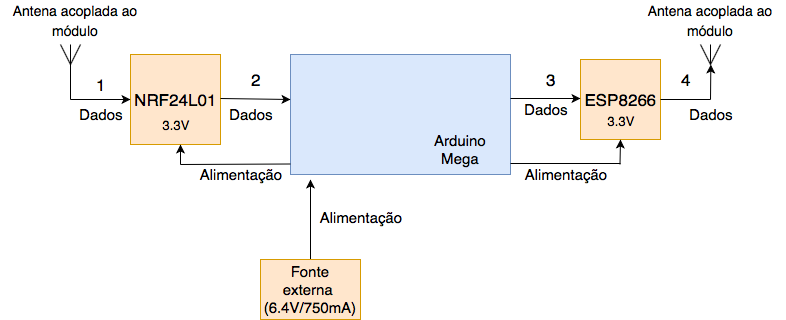 Antena acoplada ao
módulo
Antena acoplada ao
módulo
1
Dados
NRF24L01
3.3V
2
Dados
Alimentação
Arduino
Mega
3
Dados
Alimentação
ESP8266
3.3V
4
Dados
Alimentação
Fonte
externa
(6.4V/750mA)